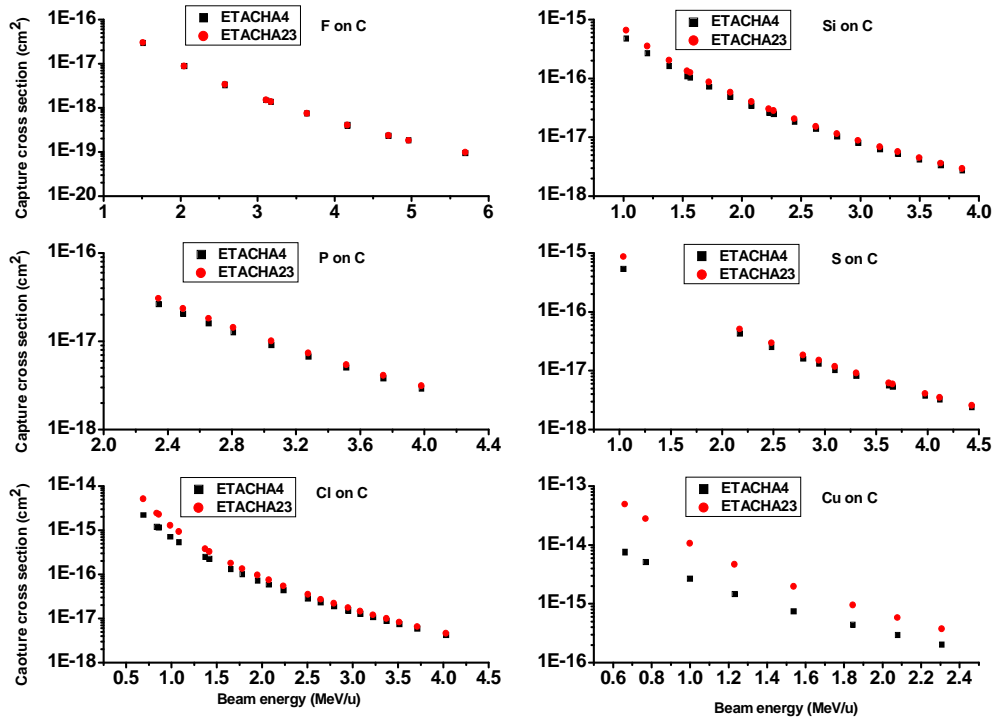 Capture cross section (cm²)
1E-16
1E-17
1E-18
1E-19
1E-20
ETACHA4
ETACHA23
F on C
1 2 3 4 5 6
1E-15
1E-16
1E-17
1E-18
ETACHA4
ETACHA23
Si on C
1.0 1.5 2.0 2.5 3.0 3.5 4.0
Capture cross section (cm²)
1E-16
1E-17
1E-18
ETACHA4
ETACHA23
P on C
2.0 2.4 2.8 3.2 3.6 4.0 4.4
1E-15
1E-16
1E-17
1E-18
ETACHA4
ETACHA23
S on C
1.0 1.5 2.0 2.5 3.0 3.5 4.0 4.5
Caoture cross section (cm²)
1E-14
1E-15
1E-16
1E-17
1E-18
ETACHA4
ETACHA23
Cl on C
0.5 1.0 1.5 2.0 2.5 3.0 3.5 4.0 4.5
Beam energy (MeV/u)
1E-13
1E-14
1E-15
1E-16
ETACHA4
ETACHA23
Cu on C
0.6 0.8 1.0 1.2 1.4 1.6 1.8 2.0 2.2 2.4
Beam energy (MeV/u)